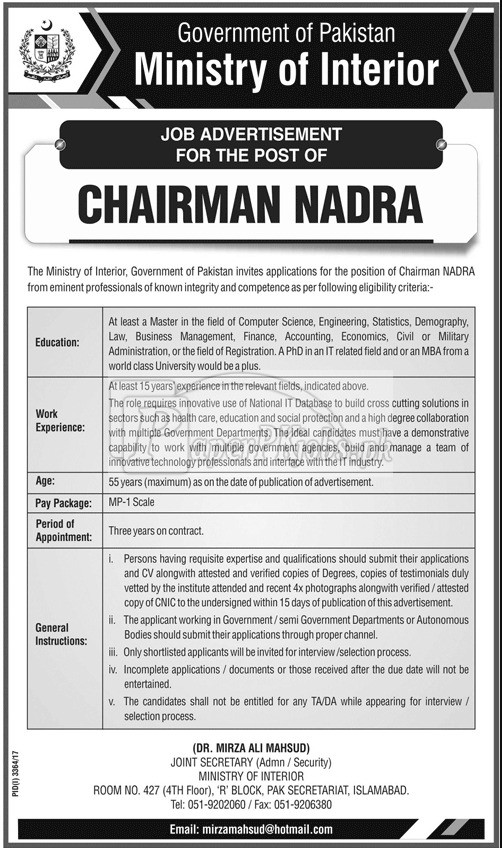 Government of Pakistan
Ministry of Interior
JOB ADVERTISEMENT
FOR THE POST OF
CHAIRMAN NADRA
The Ministry of Interior, Government of Pakistan invites applications for the position of Chairman NADRA
from eminent professionals of known integrity and competence as per following eligibility criteria:-
Education:
At least a Master in the field of Computer Science, Engineering, Statistics, Demography,
Law, Business Management, Finance, Accounting, Economics, Civil or Military
Administration, or the field of Registration. A PhD in an IT related field and or an MBA from a
world class University would be a plus.
Work
Experience:
At least 15 years' experience in the relevant fields, indicated above.
The role requires innovative use of National IT Database to build cross cutting solutions in
sectors such as health care, education and social protection and a high degree collaboration
with multiple Government Departments. The ideal candidates must have a demonstrative
capability to work with multiple government agencies, build and manage a team of
innovative technology professionals and interface with the IT Industry.
Age:
55 years (maximum) as on the date of publication of advertisement.
Pay Package:
MP-1 Scale
Period of
Appointment:
Three years on contract.
General
Instructions:
i. Persons having requisite expertise and qualifications should submit their applications
and CV alongwith attested and verified copies of Degrees, copies of testimonials duly
vetted by the institute attended and recent 4x photographs alongwith verified / attested
copy of CNIC to the undersigned within 15 days of publication of this advertisement.
ii. The applicant working in Government / semi Government Departments or Autonomous
Bodies should submit their applications through proper channel.
iii. Only shortlisted applicants will be invited for interview /selection process.
iv. Incomplete applications / documents or those received after the due date will not be
entertained.
v. The candidates shall not be entitled for any TA/DA while appearing for interview /
selection process.
PaperPkjobs.pk
PID(I) 3364/17
(DR. MIRZA ALI MAHSUD)
JOINT SECRETARY (Admn / Security)
MINISTRY OF INTERIOR
ROOM NO. 427 (4TH Floor), 'R' BLOCK, PAK SECRETARIAT, ISLAMABAD.
Tel: 051-9202060 / Fax: 051-9206380
Email: mirzamahsud@hotmail.com